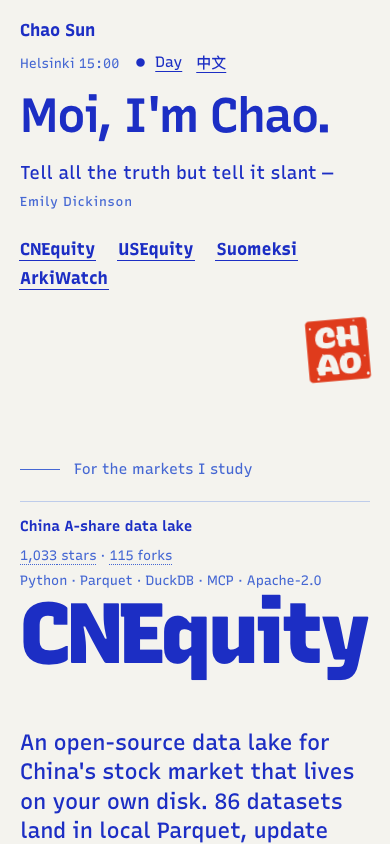 Chao Sun
Helsinki 15:00 ● Day 中文
Moi, I'm Chao.
Tell all the truth but tell it slant —
Emily Dickinson
CNEquity USEquity Suomeksi
ArkiWatch
CH
AO
For the markets I study
China A-share data lake
1,033 stars · 115 forks
Python · Parquet · DuckDB · MCP · Apache-2.0
CNEquity
An open-source data lake for
China's stock market that lives
on your own disk. 86 datasets
land in local Parquet, update